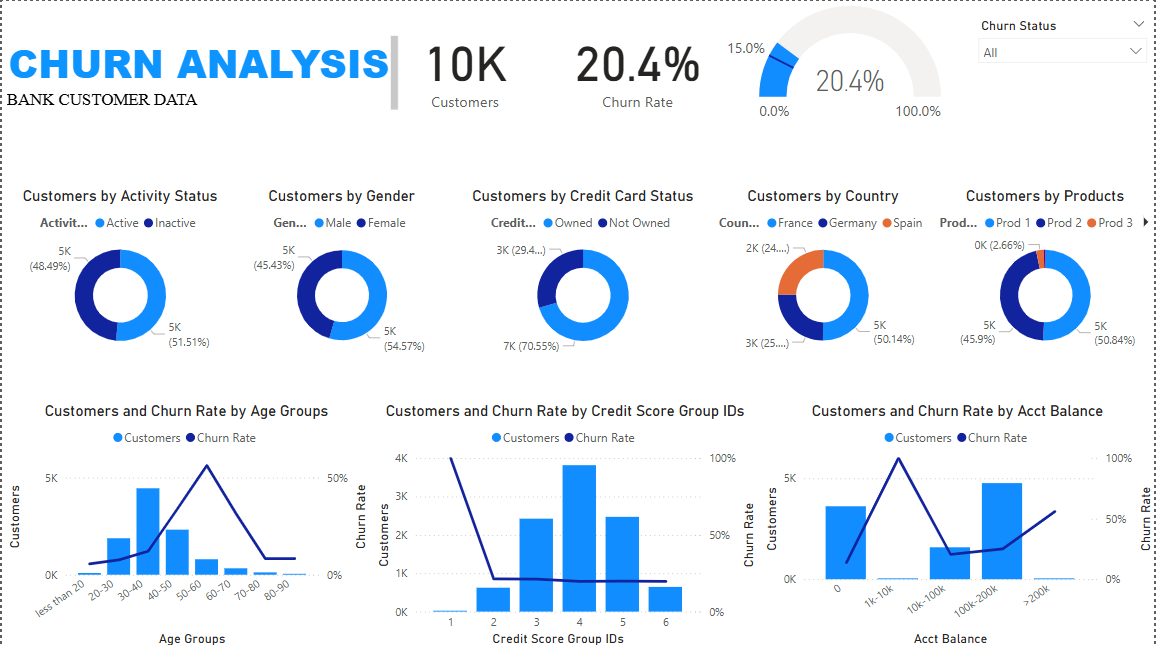 CHURN ANALYSIS
BANK CUSTOMER DATA
10K
Customers
20.4%
Churn Rate
15.0%
20.4%
0.0%
100.0%
Churn Status
All
Customers by Activity Status
Activit... Active Inactive
5K
(48.49%)
5K
(51.51%)
Customers by Gender
Gen... Male Female
5K
(45.43%)
5K
(54.57%)
Customers by Credit Card Status
Credit... Owned Not Owned
3K (29.4...)
7K (70.55%)
Customers by Country
Coun... France Germany Spain
2K (24....)
3K (25....)
5K
(50.14%)
Customers by Products
Prod... Prod 1 Prod 2 Prod 3
0K (2.66%)
5K
(45.9%)
5K
(50.84%)
Customers and Churn Rate by Age Groups
Customers Churn Rate
Customers
5K
0K
50%
0%
Churn Rate
less than 20 20-30 30-40 40-50 50-60 60-70 70-80 80-90
Age Groups
Customers and Churn Rate by Credit Score Group IDs
Customers Churn Rate
Customers
4K
3K
2K
1K
0K
100%
50%
0%
Churn Rate
1 2 3 4 5 6
Credit Score Group IDs
Customers and Churn Rate by Acct Balance
Customers Churn Rate
Customers
5K
0K
100%
50%
0%
Churn Rate
0 1k-10k 10k-100k 100k-200k >200k
Acct Balance